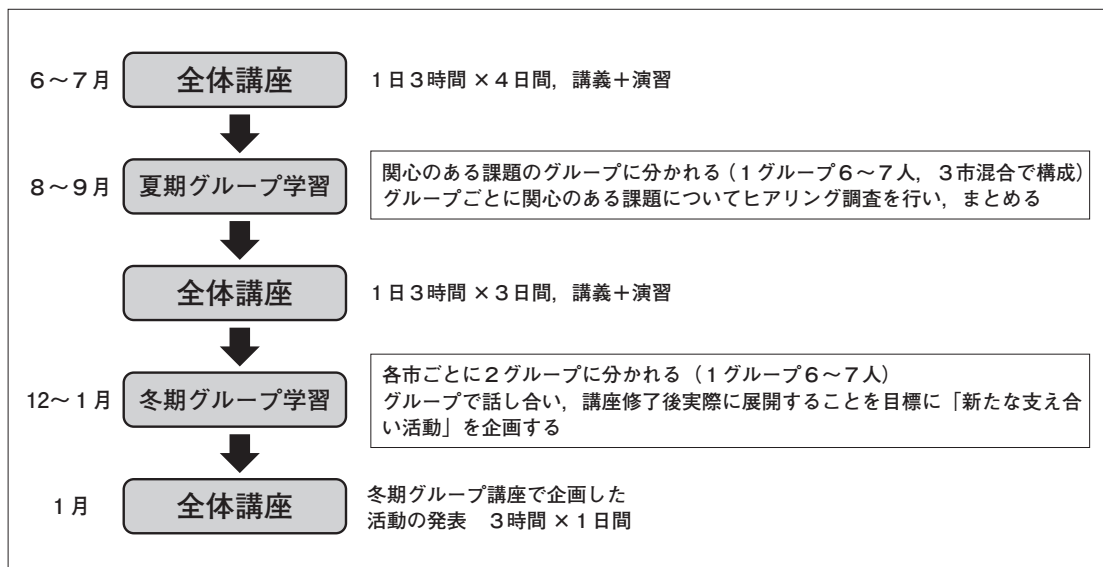 6～7月 全体講座 1日3時間×4日間，講義＋演習
8～9月 夏期グループ学習 関心のある課題のグループに分かれる（1グループ6～7人，3市混合で構成）
グループごとに関心のある課題についてヒアリング調査を行い，まとめる
全体講座 1日3時間×3日間，講義＋演習
12～1月 冬期グループ学習 各市ごとに2グループに分かれる（1グループ6～7人）
グループで話し合い，講座修了後実際に展開することを目標に「新たな支え合
い活動」を企画する
1月 全体講座 冬期グループ講座で企画した
活動の発表　3時間×1日間